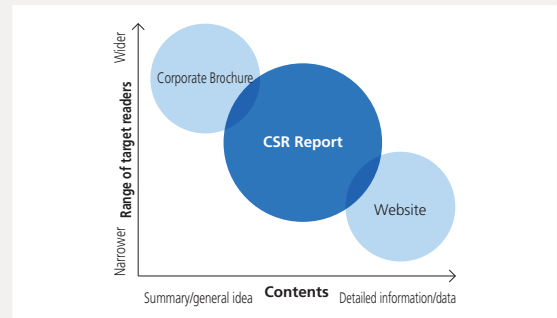 Wider
Range of target readers
Narrower
Corporate Brochure
CSR Report
Website
Summary/general idea
Contents
Detailed information/data